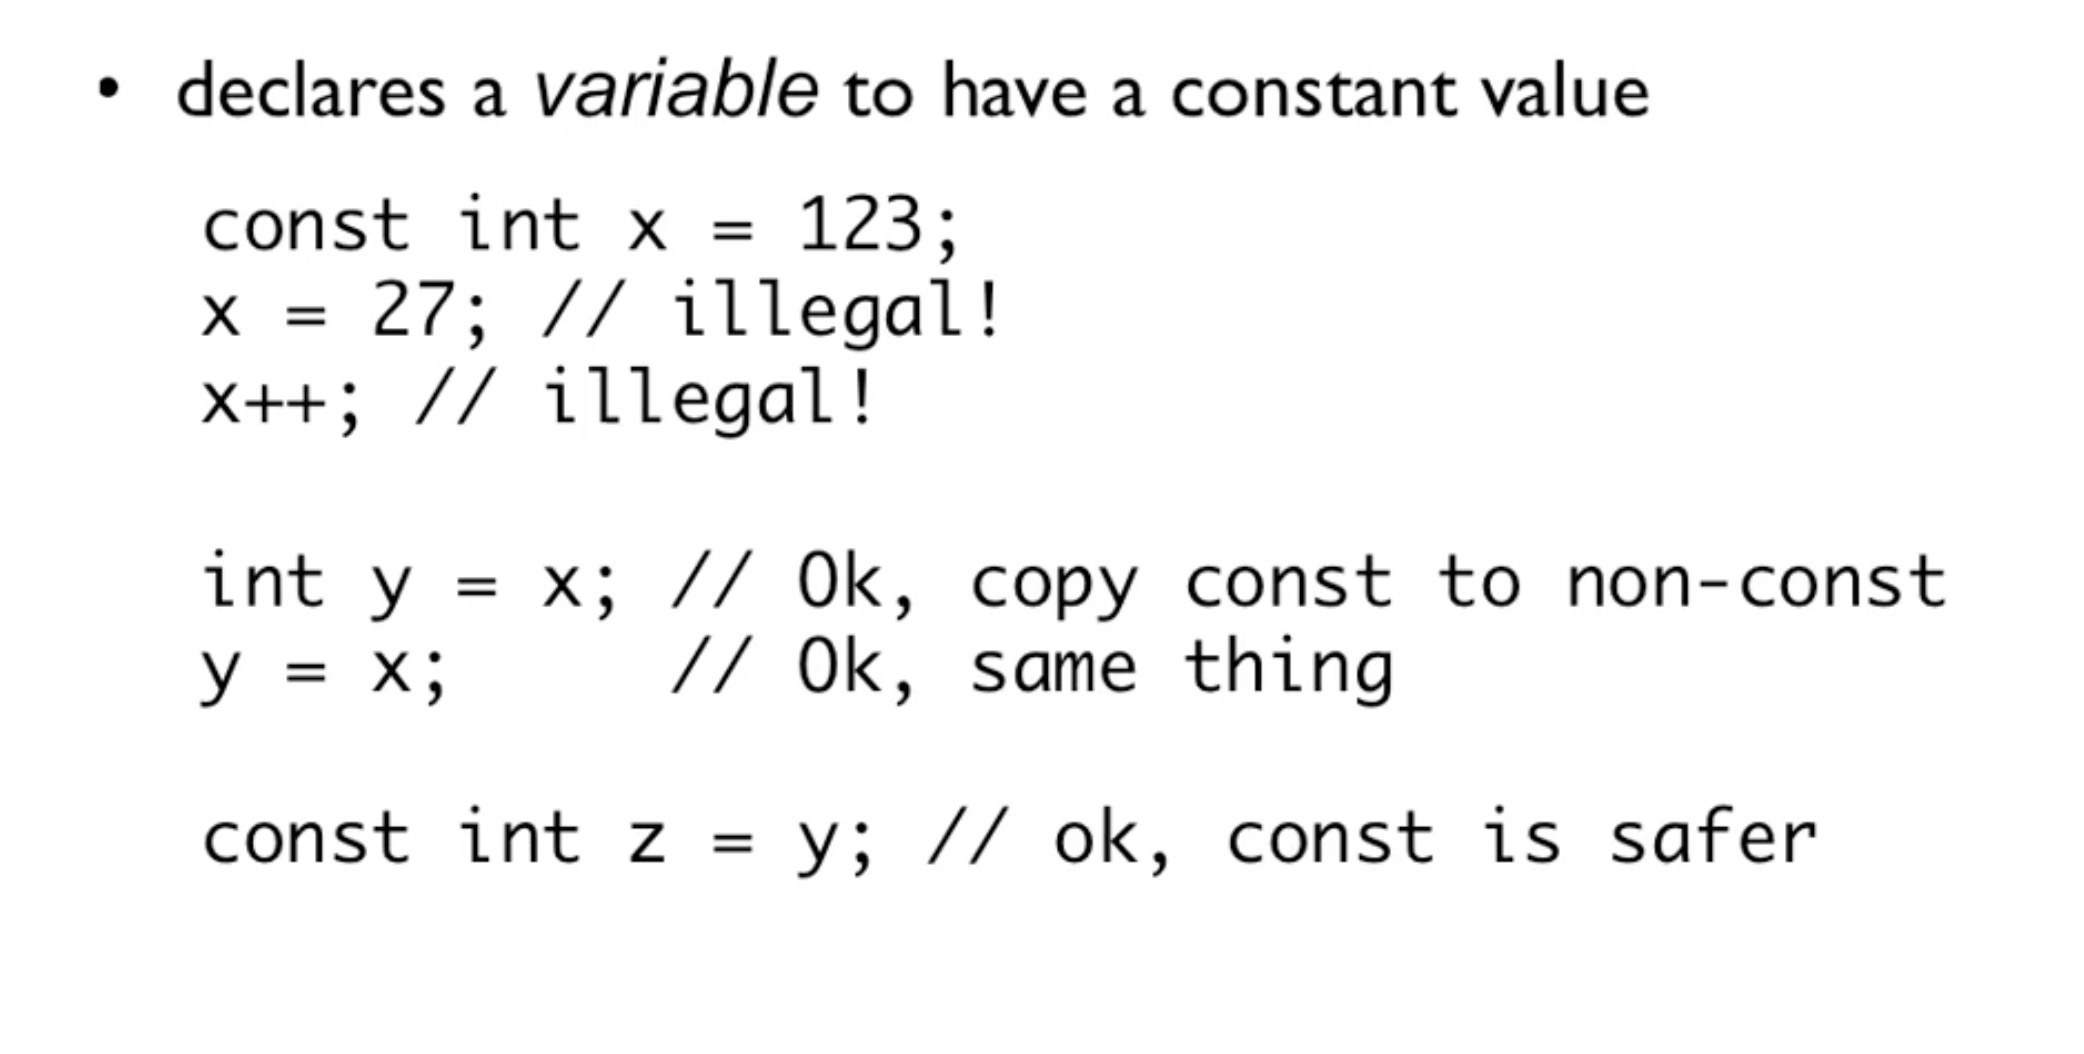 • declares a variable to have a constant value
const int x = 123;
x = 27; // illegal!
x++; // illegal!
int y = x; // Ok, copy const to non-const
y = x;     // Ok, same thing
const int z = y; // ok, const is safer